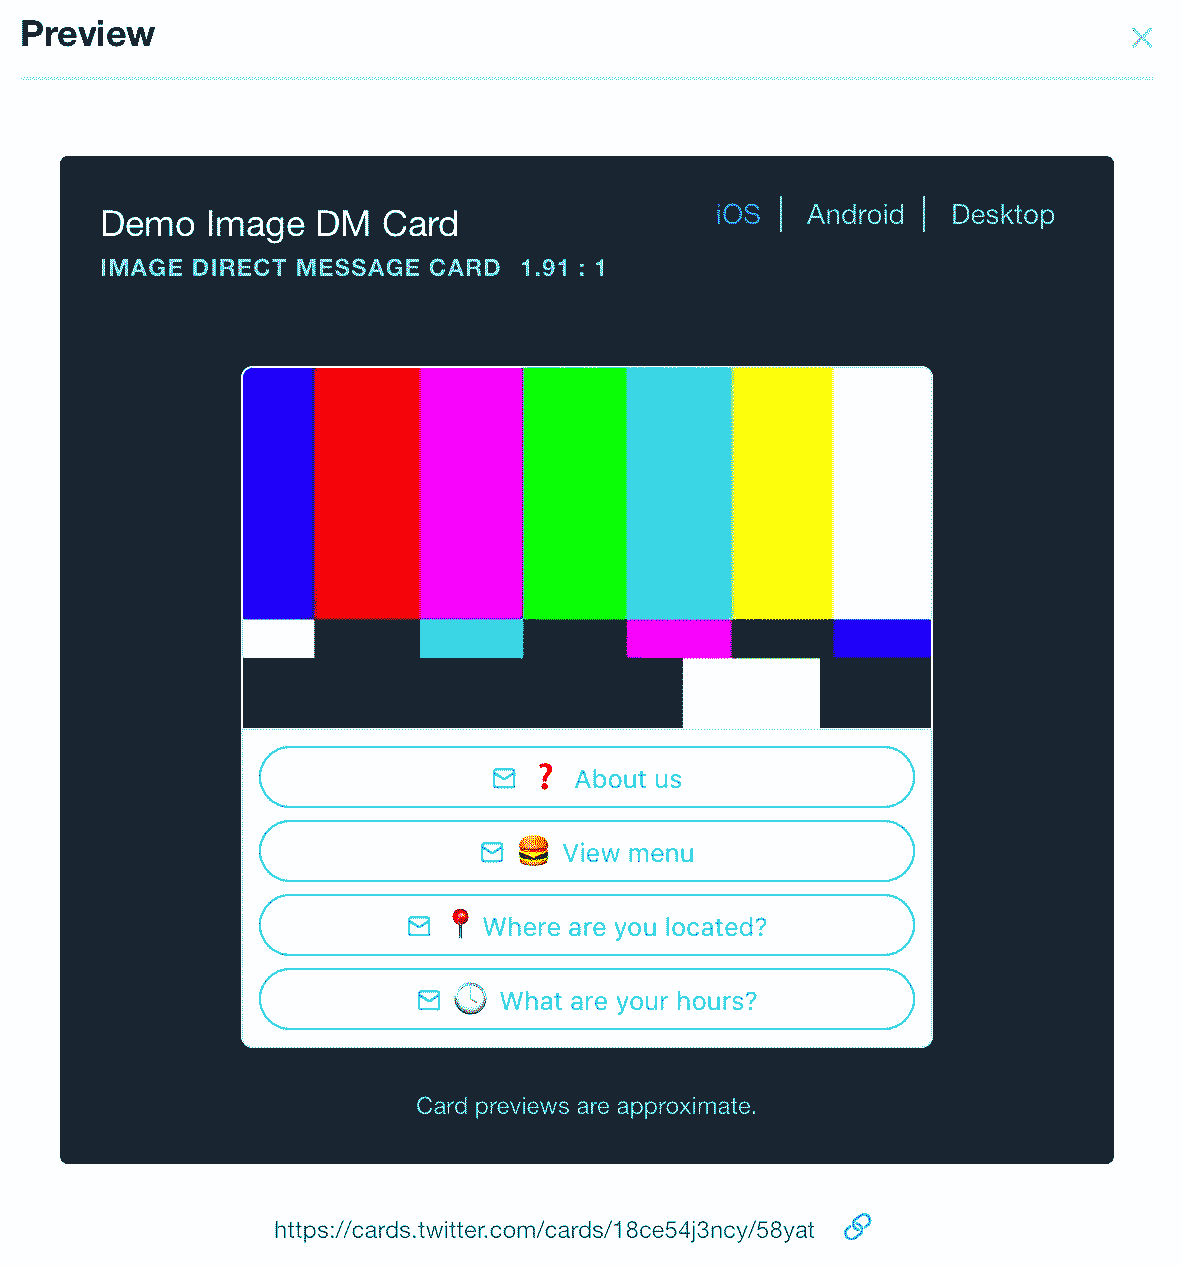 Preview
Demo Image DM Card
iOS | Android | Desktop
IMAGE DIRECT MESSAGE CARD 1.91 : 1
❓ About us
🍔 View menu
📍 Where are you located?
🕓 What are your hours?
Card previews are approximate.
https://cards.twitter.com/cards/18ce54j3ncy/58yat